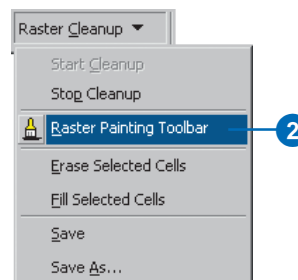 Raster Cleanup
Start Cleanup
Stop Cleanup
Raster Painting Toolbar
2
Erase Selected Cells
Fill Selected Cells
Save
Save As...